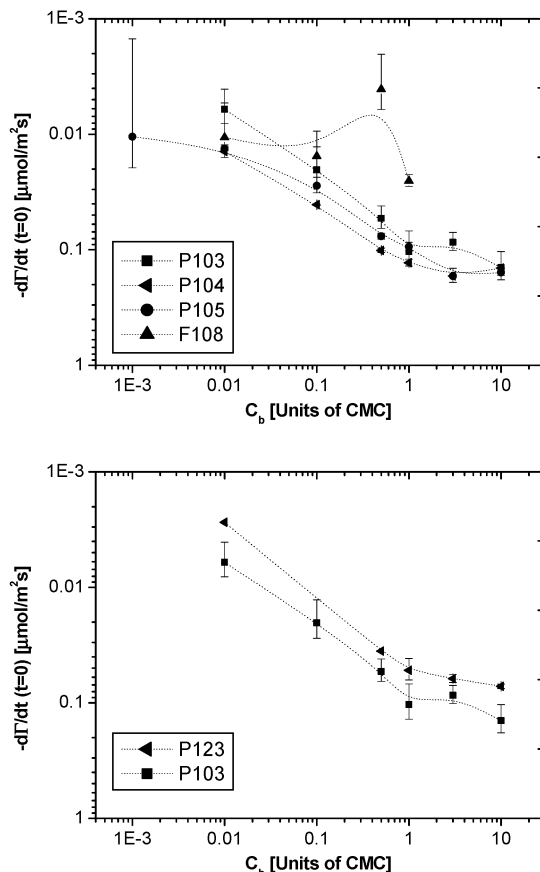 1E-3
0.01
0.1
1
-dΓ/dt (t=0) [μmol/m²s]
P103
P104
P105
F108
1E-3 0.01 0.1 1 10
C_b [Units of CMC]
1E-3
0.01
0.1
1
-dΓ/dt (t=0) [μmol/m²s]
P123
P103
1E-3 0.01 0.1 1 10
C_b [Units of CMC]